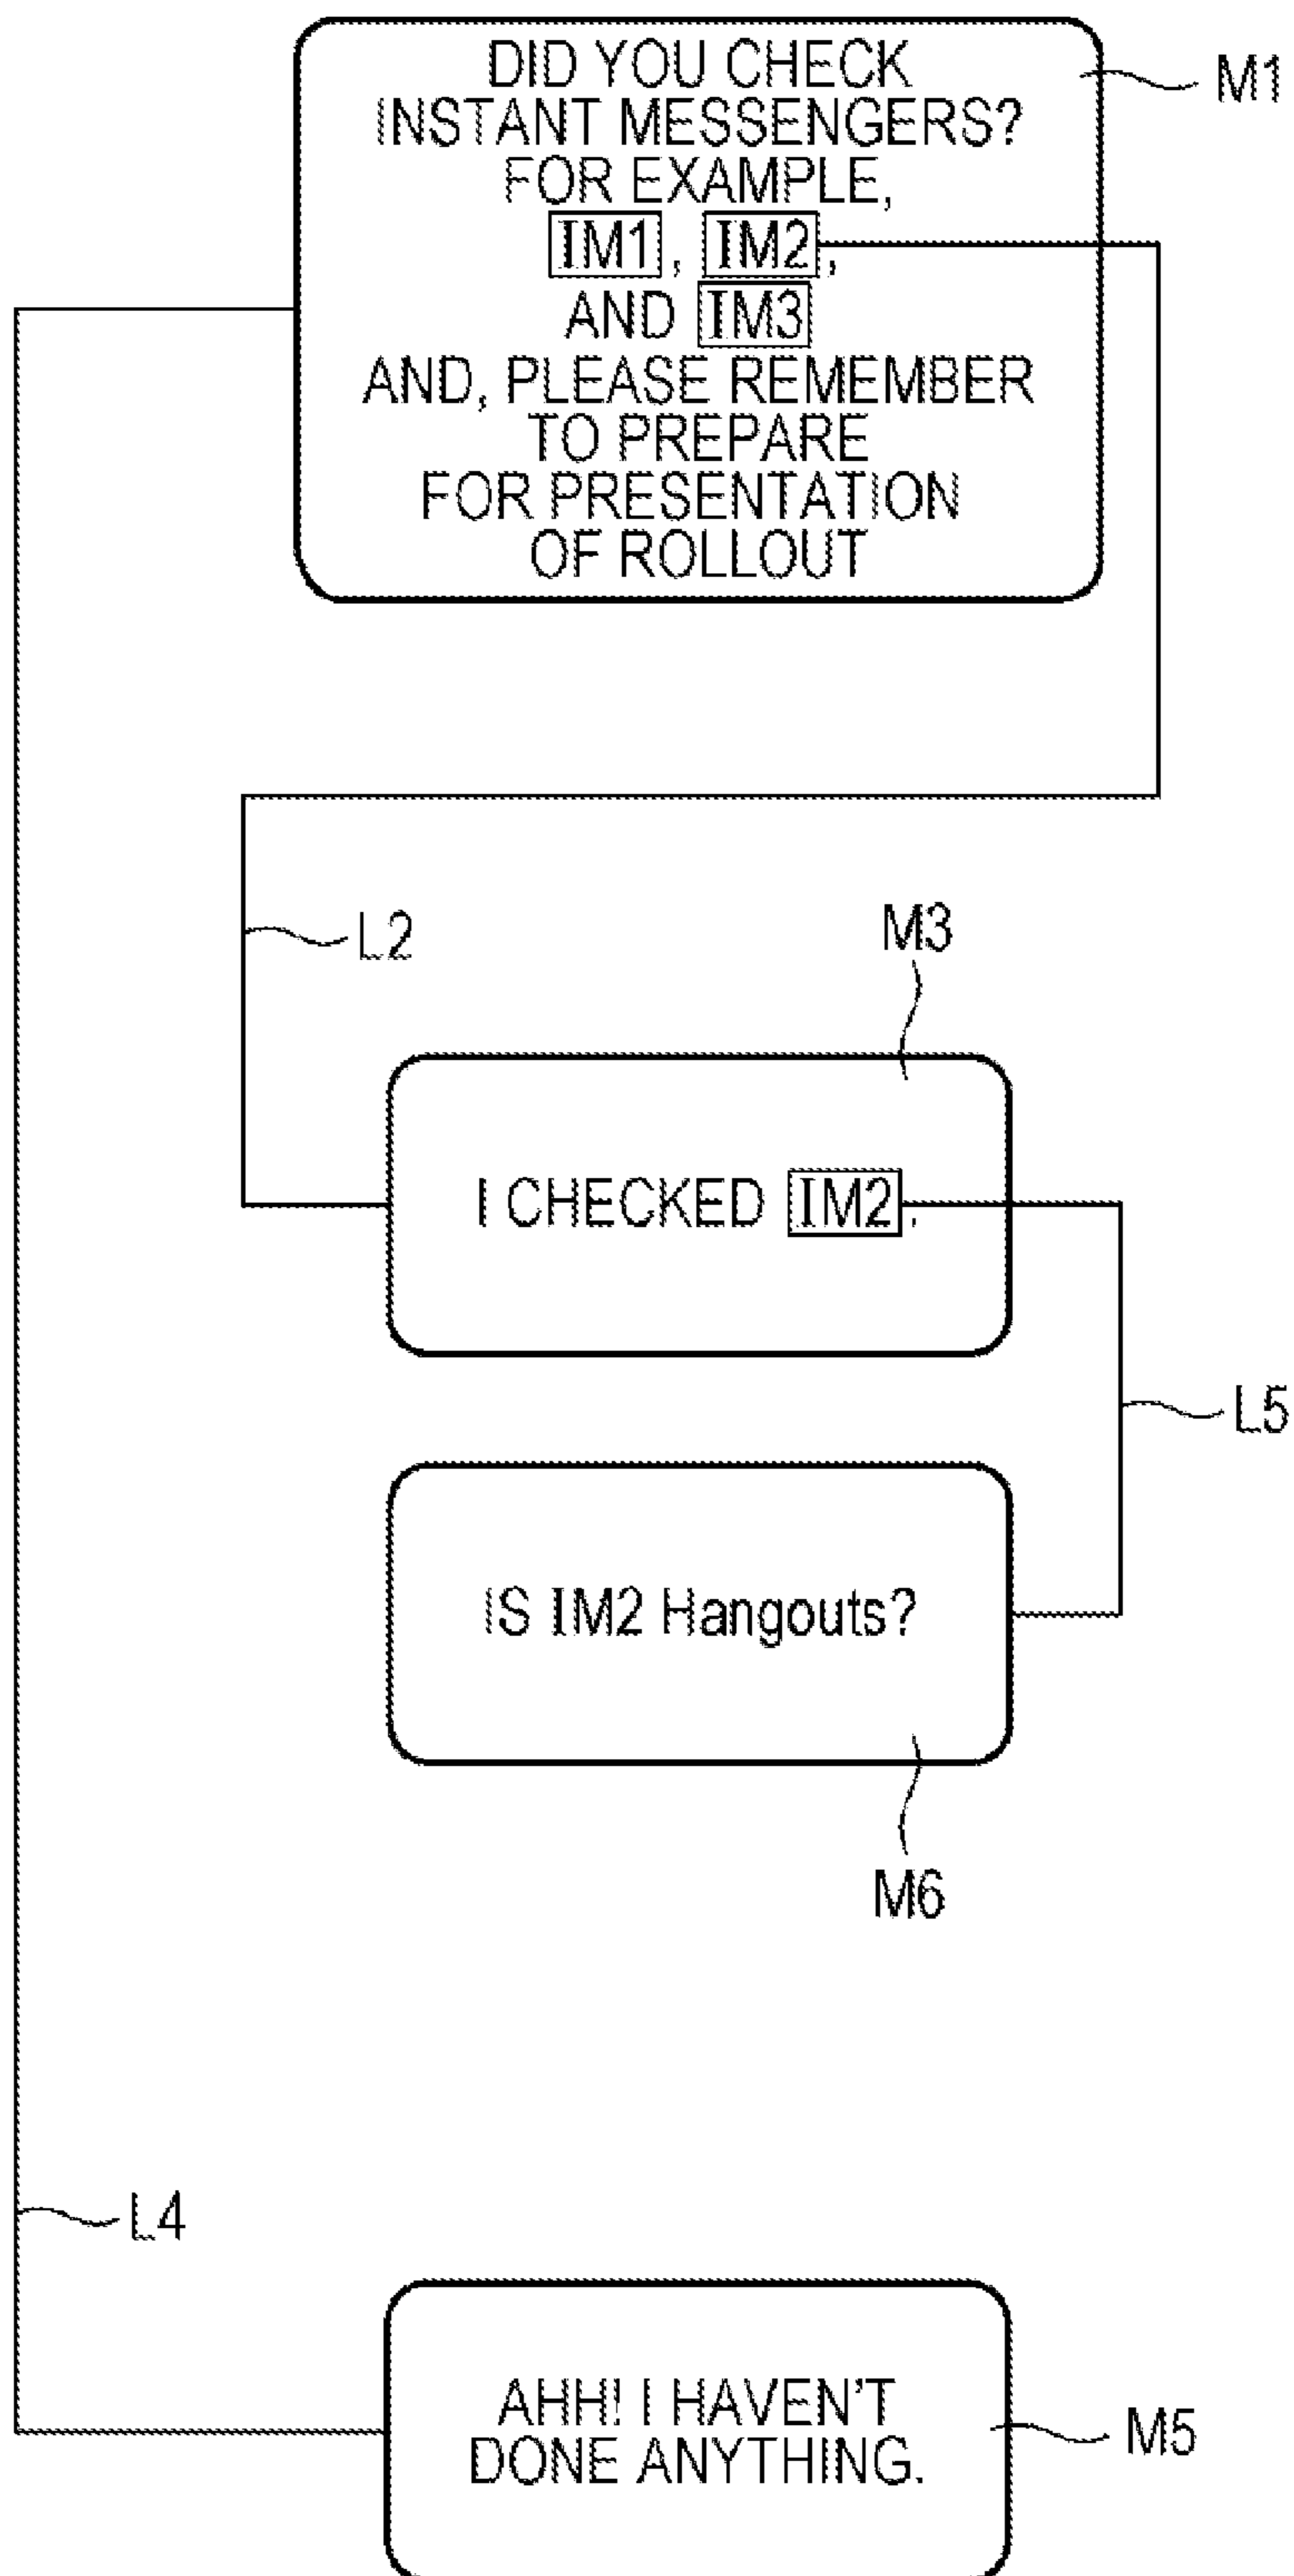 DID YOU CHECK
INSTANT MESSENGERS?
FOR EXAMPLE,
IM1, IM2,
AND IM3
AND, PLEASE REMEMBER
TO PREPARE
FOR PRESENTATION
OF ROLLOUT
M1
L2
M3
I CHECKED IM2.
L5
IS IM2 Hangouts?
M6
L4
AHH! I HAVEN'T
DONE ANYTHING.
M5